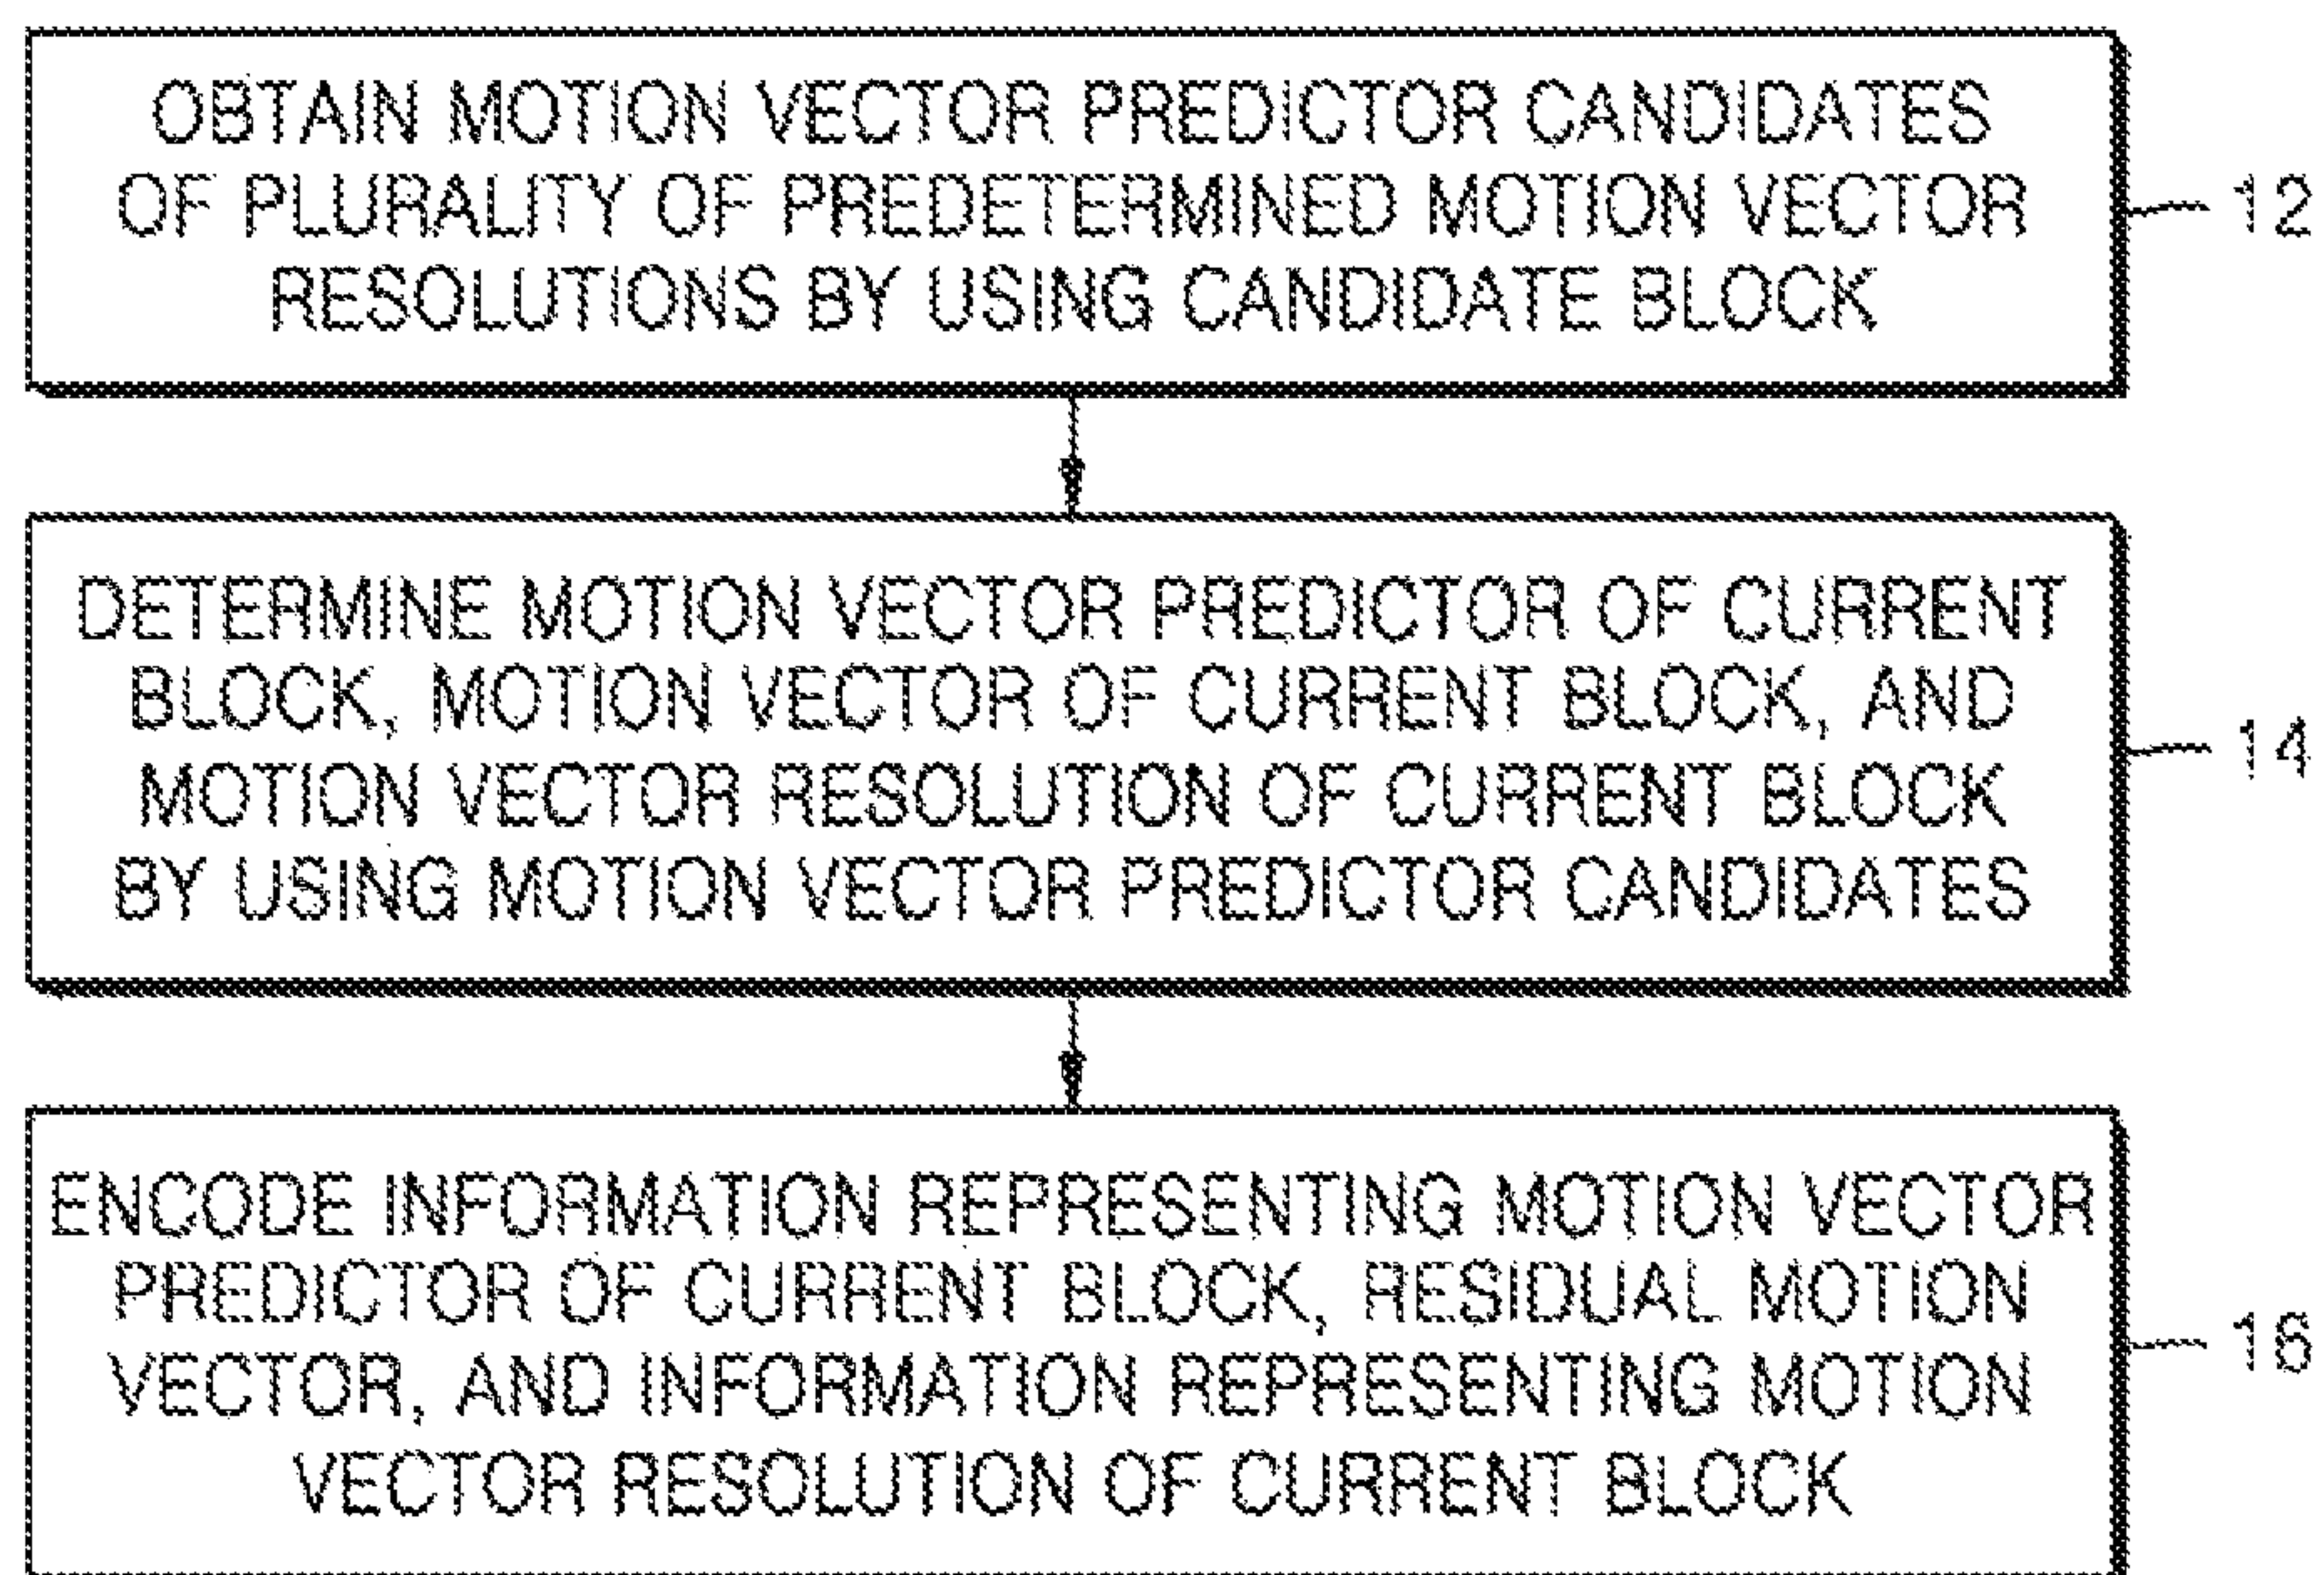 OBTAIN MOTION VECTOR PREDICTOR CANDIDATES
OF PLURALITY OF PREDETERMINED MOTION VECTOR
RESOLUTIONS BY USING CANDIDATE BLOCK
12
DETERMINE MOTION VECTOR PREDICTOR OF CURRENT
BLOCK, MOTION VECTOR OF CURRENT BLOCK, AND
MOTION VECTOR RESOLUTION OF CURRENT BLOCK
BY USING MOTION VECTOR PREDICTOR CANDIDATES
14
ENCODE INFORMATION REPRESENTING MOTION VECTOR
PREDICTOR OF CURRENT BLOCK, RESIDUAL MOTION
VECTOR, AND INFORMATION REPRESENTING MOTION
VECTOR RESOLUTION OF CURRENT BLOCK
16